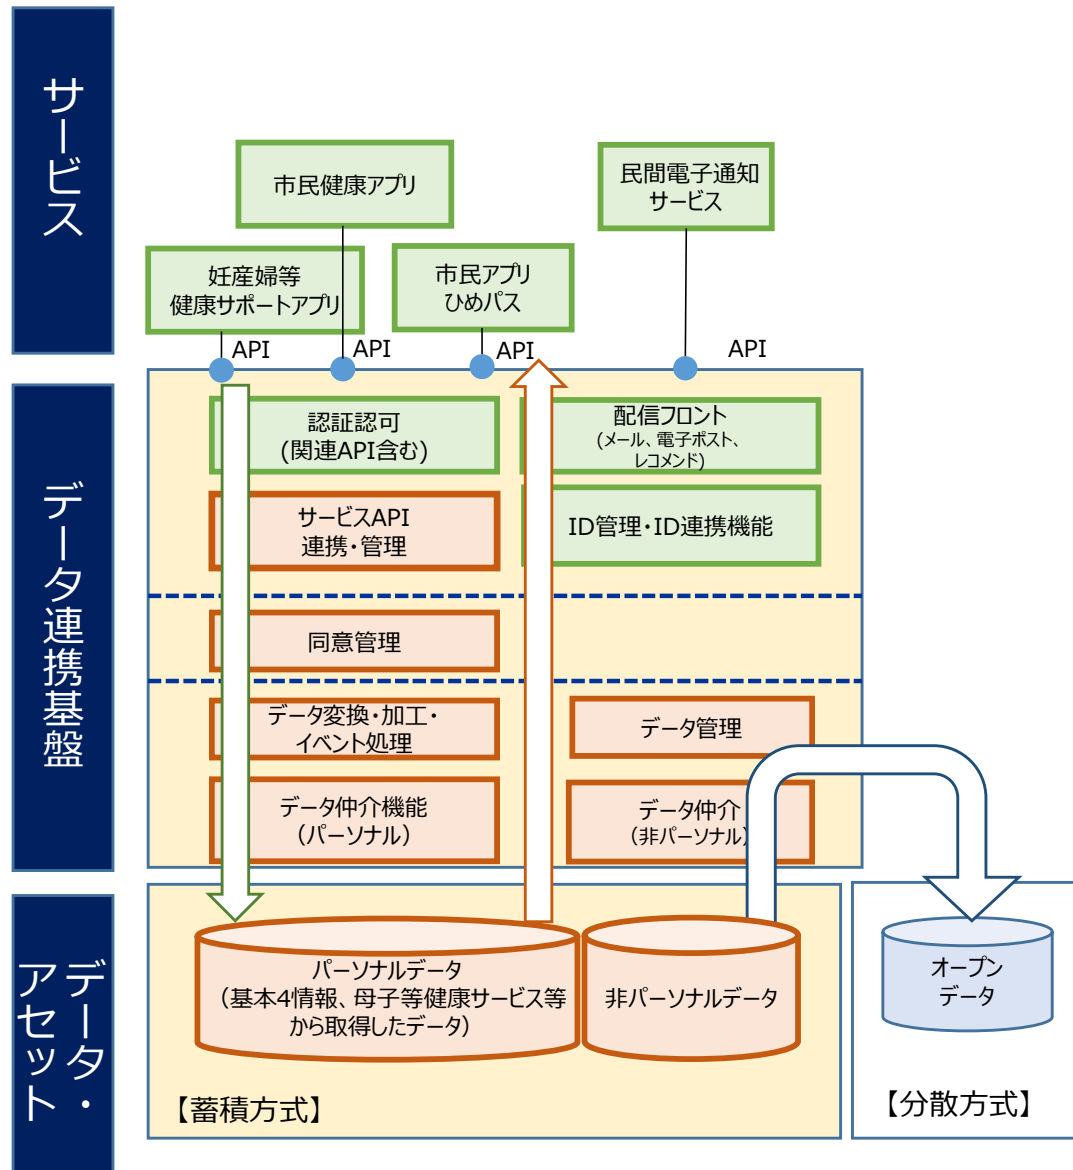 サービス
市民健康アプリ
民間電子通知
サービス
妊産婦等
健康サポートアプリ
市民アプリ
ひめパス
API
API
API
API
データ連携基盤
認証認可
(関連API含む)
配信フロント
(メール、電子ポスト、
レコメンド)
サービスAPI
連携・管理
ID管理・ID連携機能
同意管理
データ変換・加工・
イベント処理
データ管理
データ仲介機能
(パーソナル)
データ仲介
(非パーソナル)
データ・
アセット
パーソナルデータ
(基本4情報、母子等健康サービス等
から取得したデータ)
非パーソナルデータ
オープン
データ
【蓄積方式】
【分散方式】